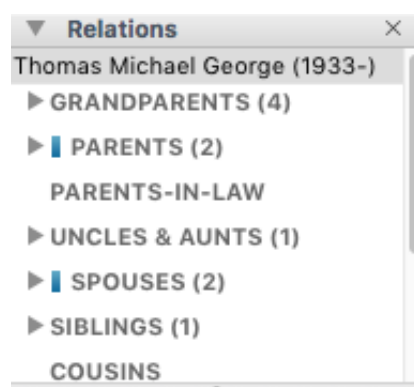 Relations
Thomas Michael George (1933-)
GRANDPARENTS (4)
PARENTS (2)
PARENTS-IN-LAW
UNCLES & AUNTS (1)
SPOUSES (2)
SIBLINGS (1)
COUSINS